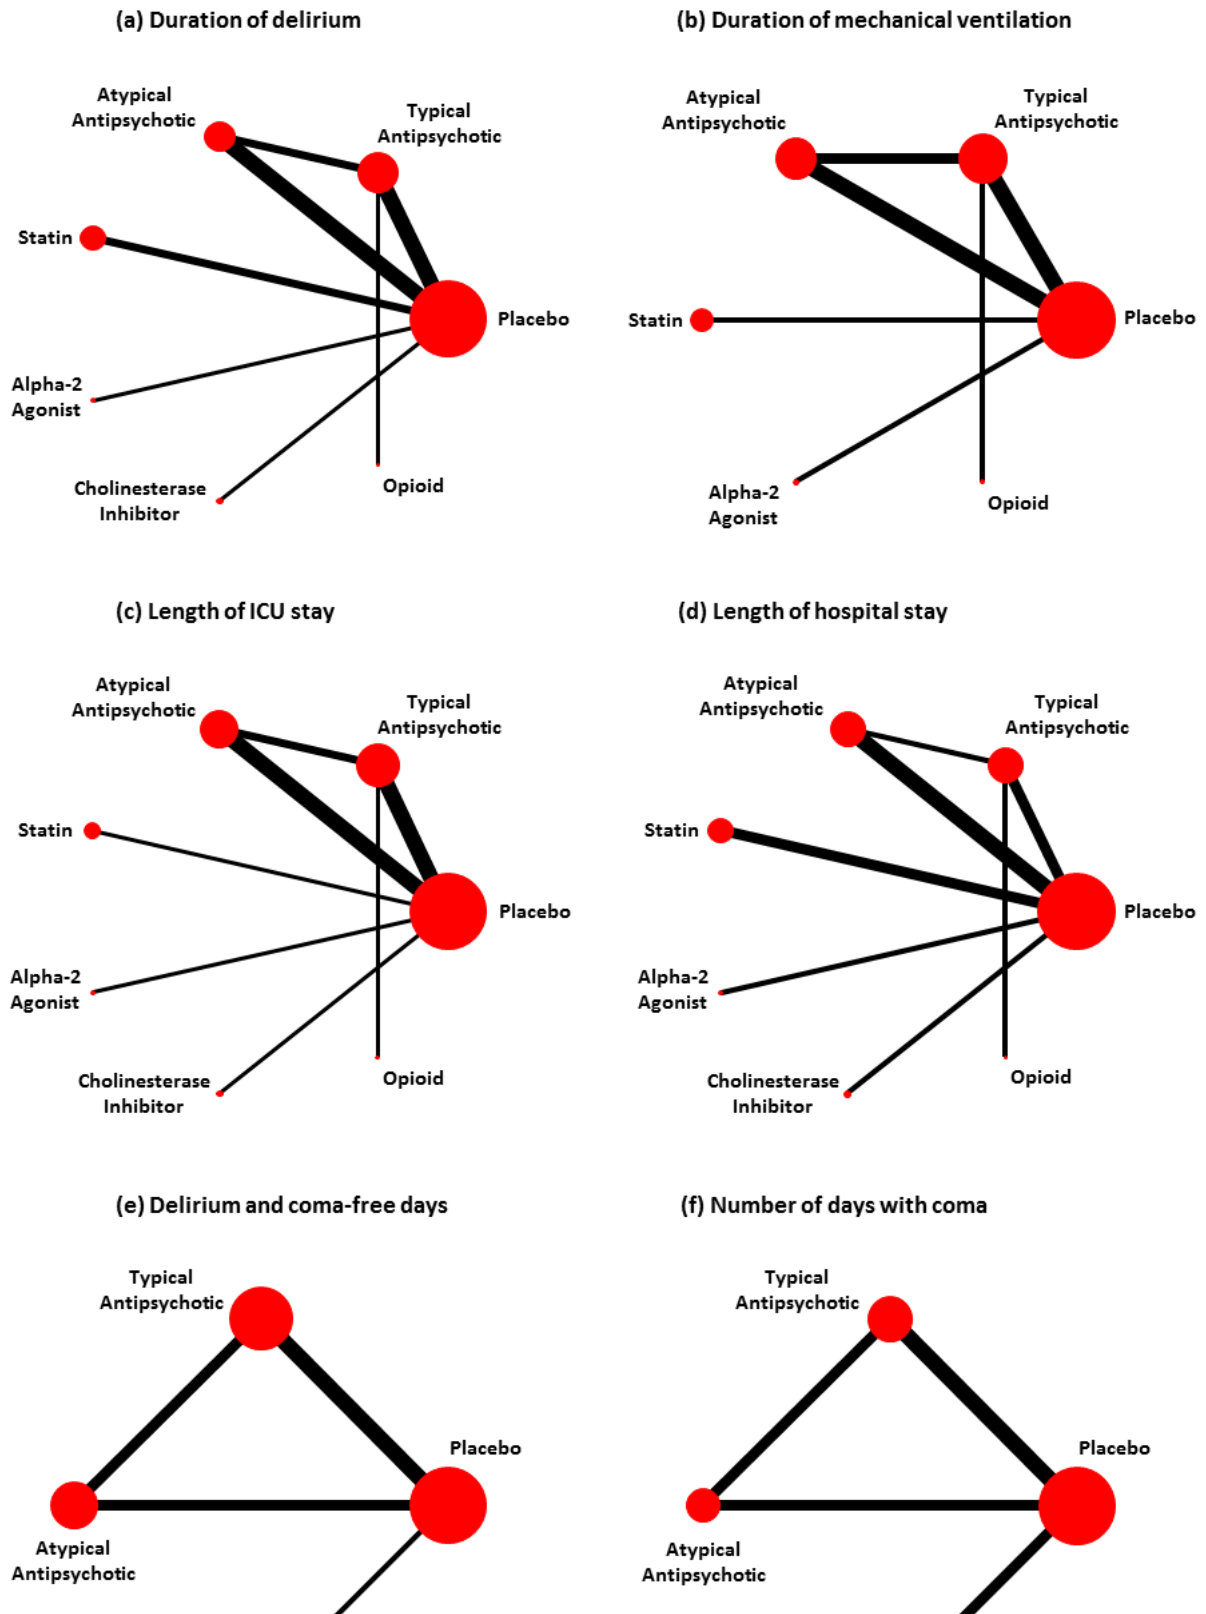 (a) Duration of delirium
Atypical
Antipsychotic
Typical
Antipsychotic
Statin
Placebo
Alpha-2
Agonist
Cholinesterase
Inhibitor
Opioid
(b) Duration of mechanical ventilation
Atypical
Antipsychotic
Typical
Antipsychotic
Statin
Placebo
Alpha-2
Agonist
Opioid
(c) Length of ICU stay
Atypical
Antipsychotic
Typical
Antipsychotic
Statin
Placebo
Alpha-2
Agonist
Cholinesterase
Inhibitor
Opioid
(d) Length of hospital stay
Atypical
Antipsychotic
Typical
Antipsychotic
Statin
Placebo
Alpha-2
Agonist
Cholinesterase
Inhibitor
Opioid
(e) Delirium and coma-free days
Typical
Antipsychotic
Placebo
Atypical
Antipsychotic
(f) Number of days with coma
Typical
Antipsychotic
Placebo
Atypical
Antipsychotic